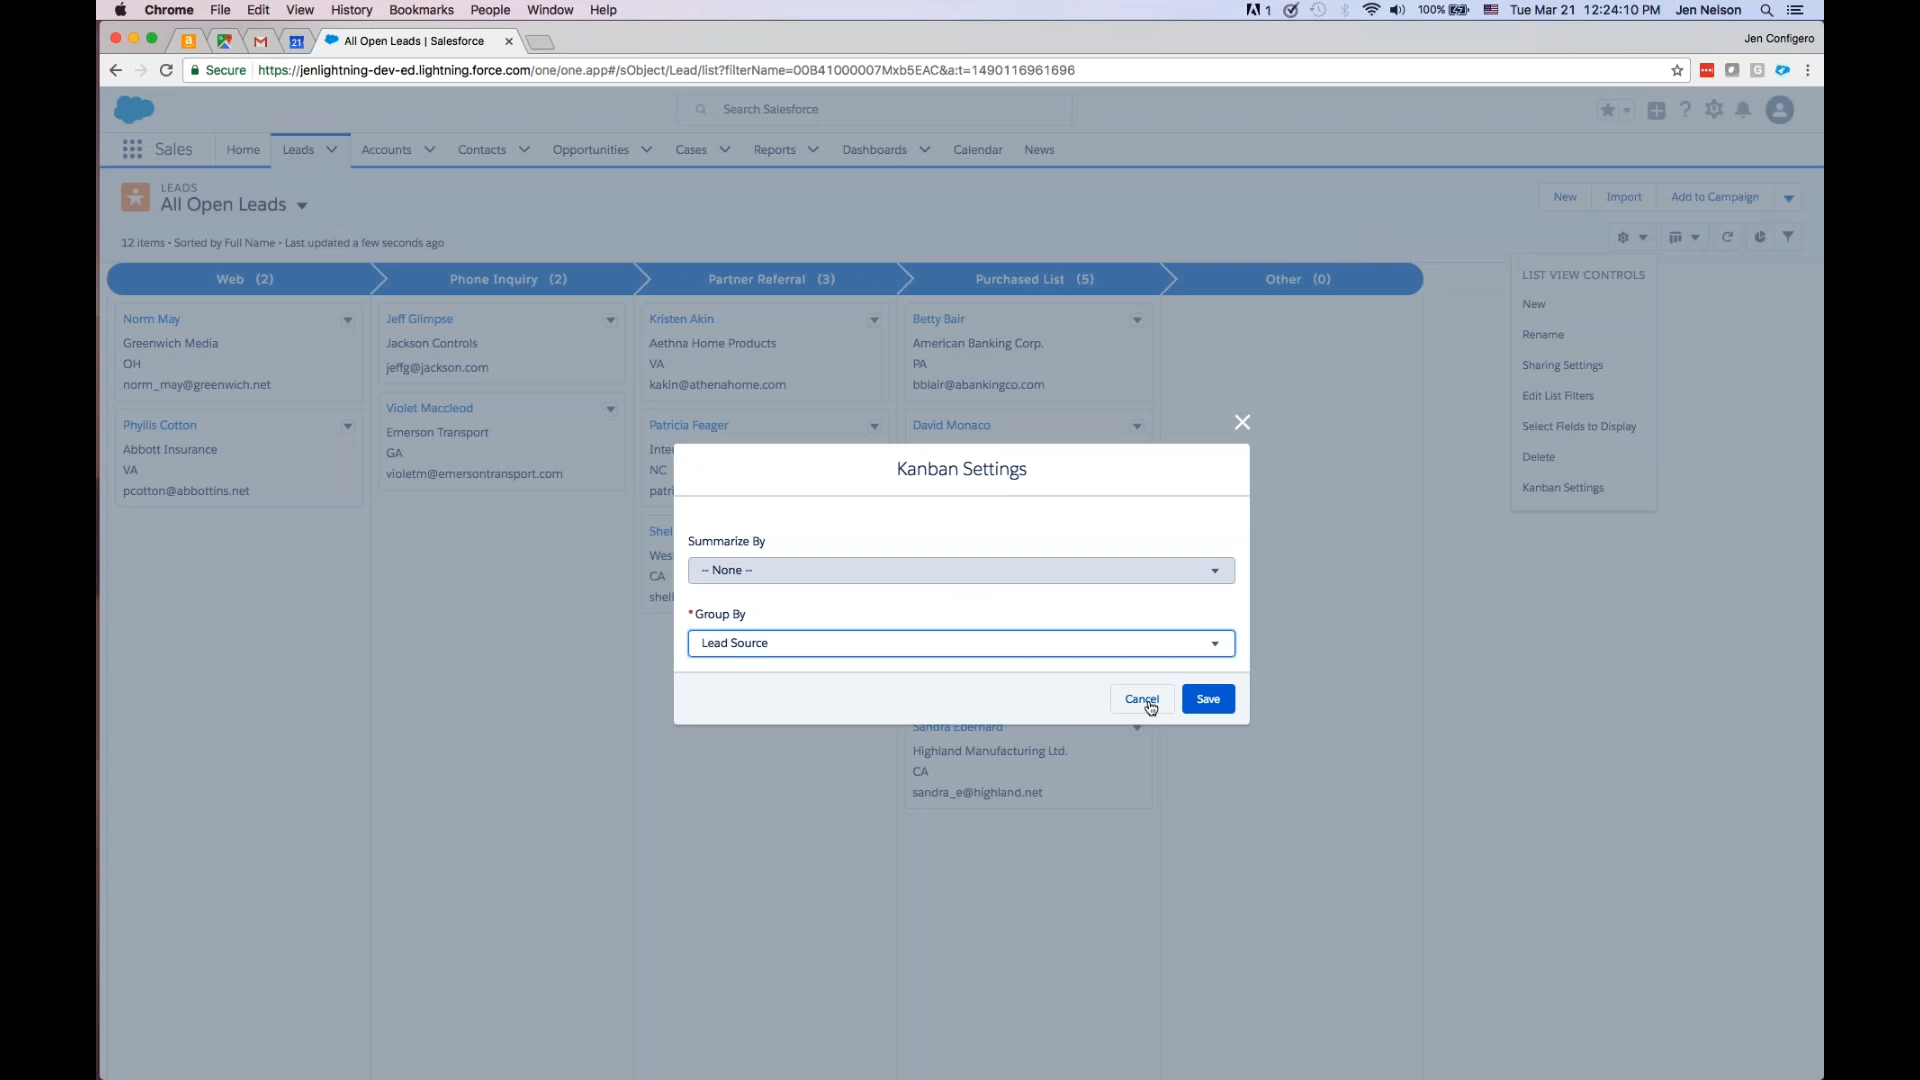 Chrome File Edit View History Bookmarks People Window Help
1 100% Tue Mar 21 12:24:10 PM Jen Nelson
21 All Open Leads | Salesforce Jen Configero
Secure https://jenlightning-dev-ed.lightning.force.com/one/one.app#/sObject/Lead/list?filterName=00B41000007Mxb5EAC&a:t=1490116961696
Search Salesforce
Sales Home Leads Accounts Contacts Opportunities Cases Reports Dashboards Calendar News
LEADS
All Open Leads
New Import Add to Campaign
12 items • Sorted by Full Name • Last updated a few seconds ago
Web (2) Phone Inquiry (2) Partner Referral (3) Purchased List (5) Other (0)
Norm May
Greenwich Media
OH
norm_may@greenwich.net
Phyllis Cotton
Abbott Insurance
VA
pcotton@abbottins.net
Jeff Glimpse
Jackson Controls
jeffg@jackson.com
Violet Maccleod
Emerson Transport
GA
violetm@emersontransport.com
Kristen Akin
Aethna Home Products
VA
kakin@athenahome.com
Patricia Feager
Inter
NC
patri
Shel
Wes
CA
shell
Betty Bair
American Banking Corp.
PA
bblair@abankingco.com
David Monaco
Sandra Eberhard
Highland Manufacturing Ltd.
CA
sandra_e@highland.net
LIST VIEW CONTROLS
New
Rename
Sharing Settings
Edit List Filters
Select Fields to Display
Delete
Kanban Settings
Kanban Settings
Summarize By
-- None --
*Group By
Lead Source
Cancel Save